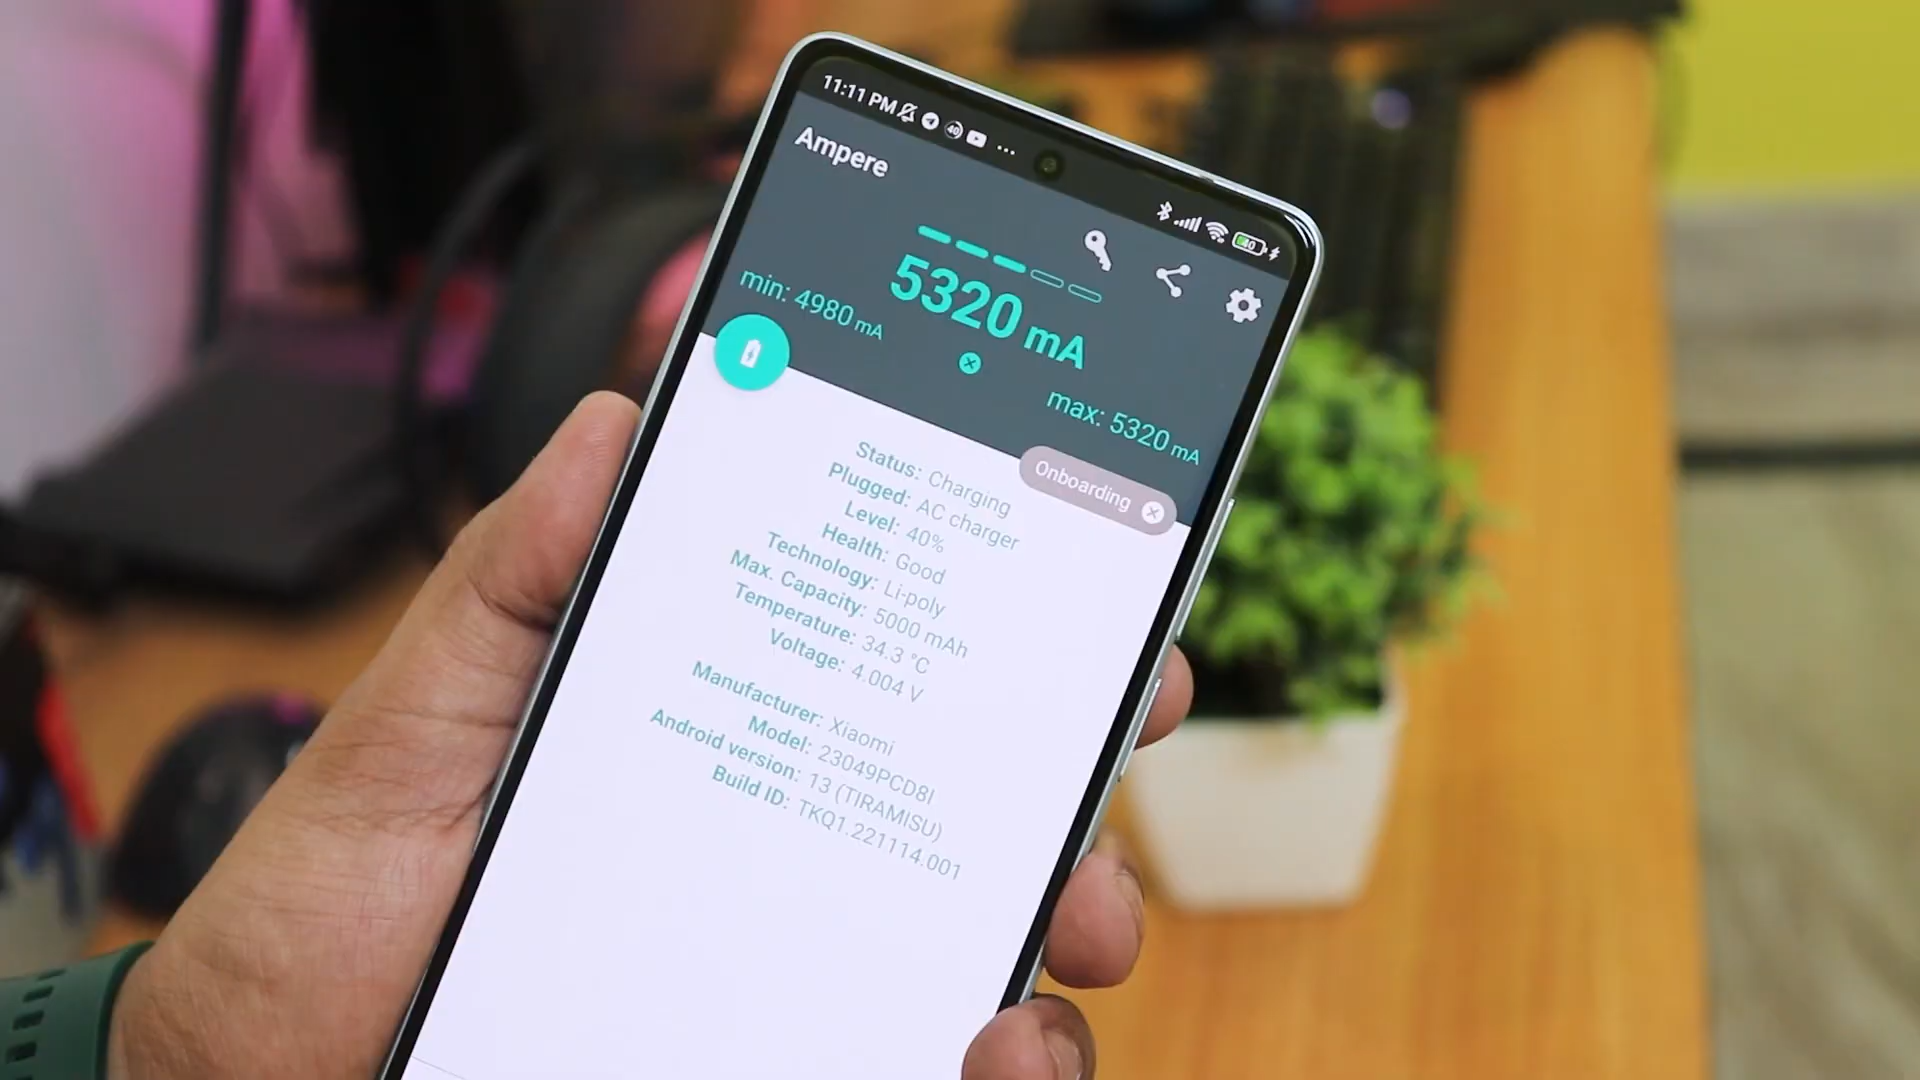 11:11 PM
40
40
Ampere
5320 mA
min: 4980 mA
max: 5320 mA
Onboarding
Status: Charging
Plugged: AC charger
Level: 40%
Health: Good
Technology: Li-poly
Max. Capacity: 5000 mAh
Temperature: 34.3 °C
Voltage: 4.004 V
Manufacturer: Xiaomi
Model: 23049PCD8I
Android version: 13 (TIRAMISU)
Build ID: TKQ1.221114.001